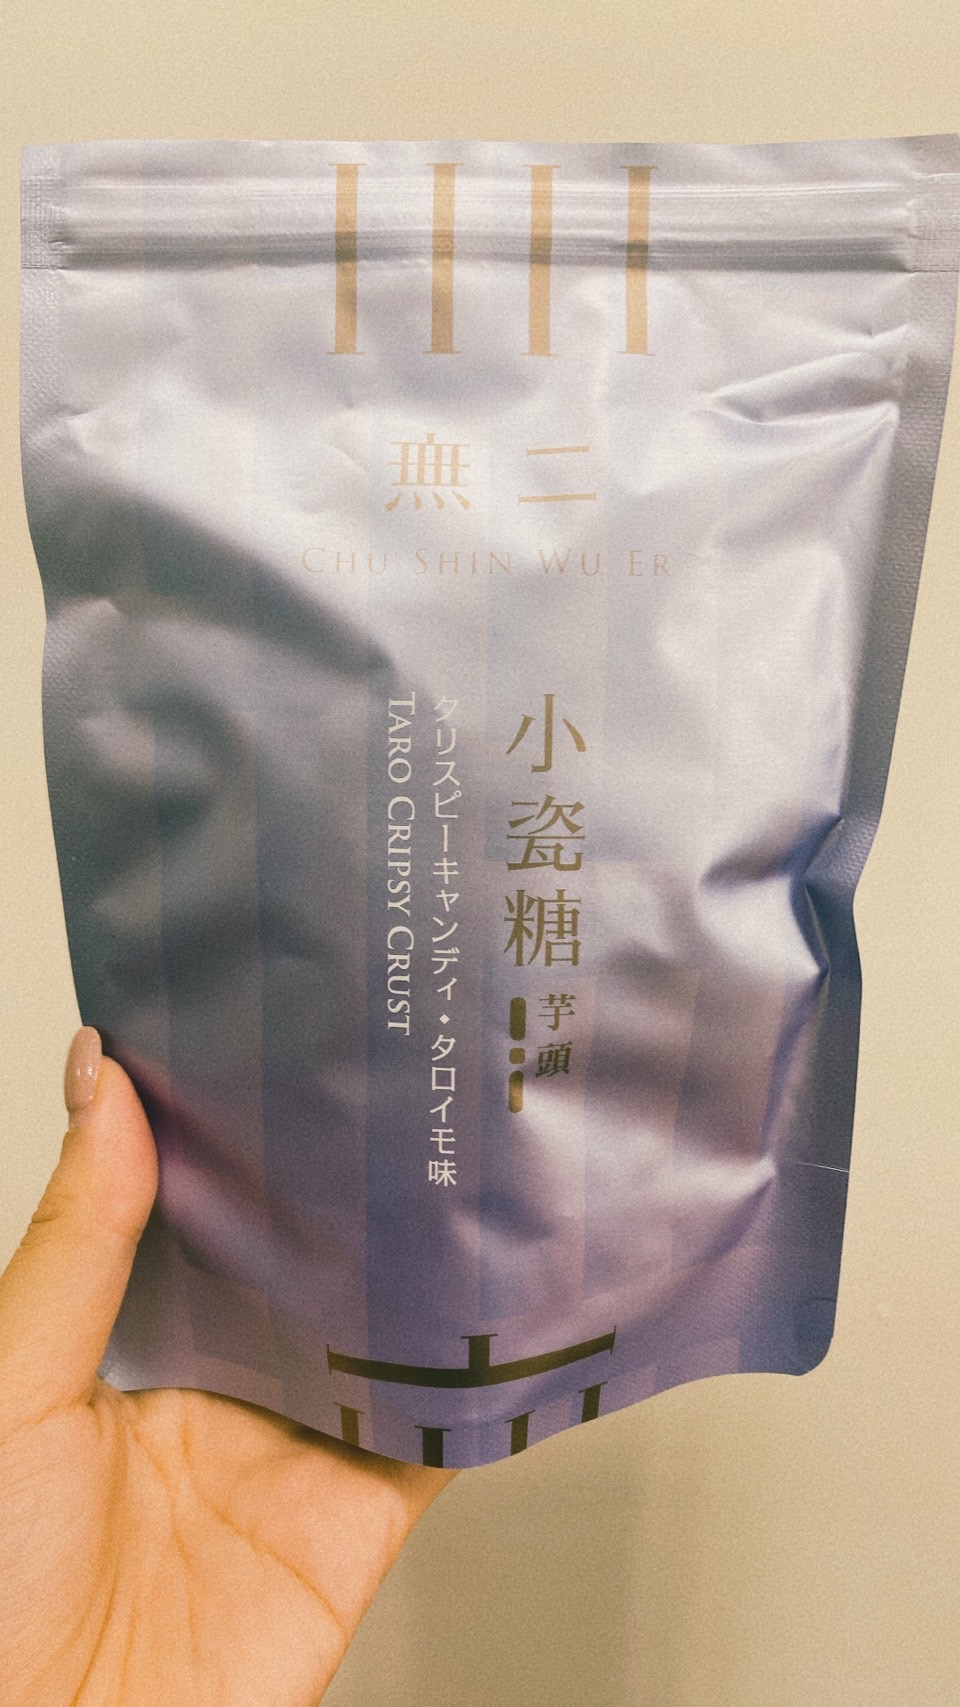 無二
CHU SHIN WU ER
小瓷糖
芋頭
クリスピーキャンディ・タロイモ味
TARO CRIPSY CRUST